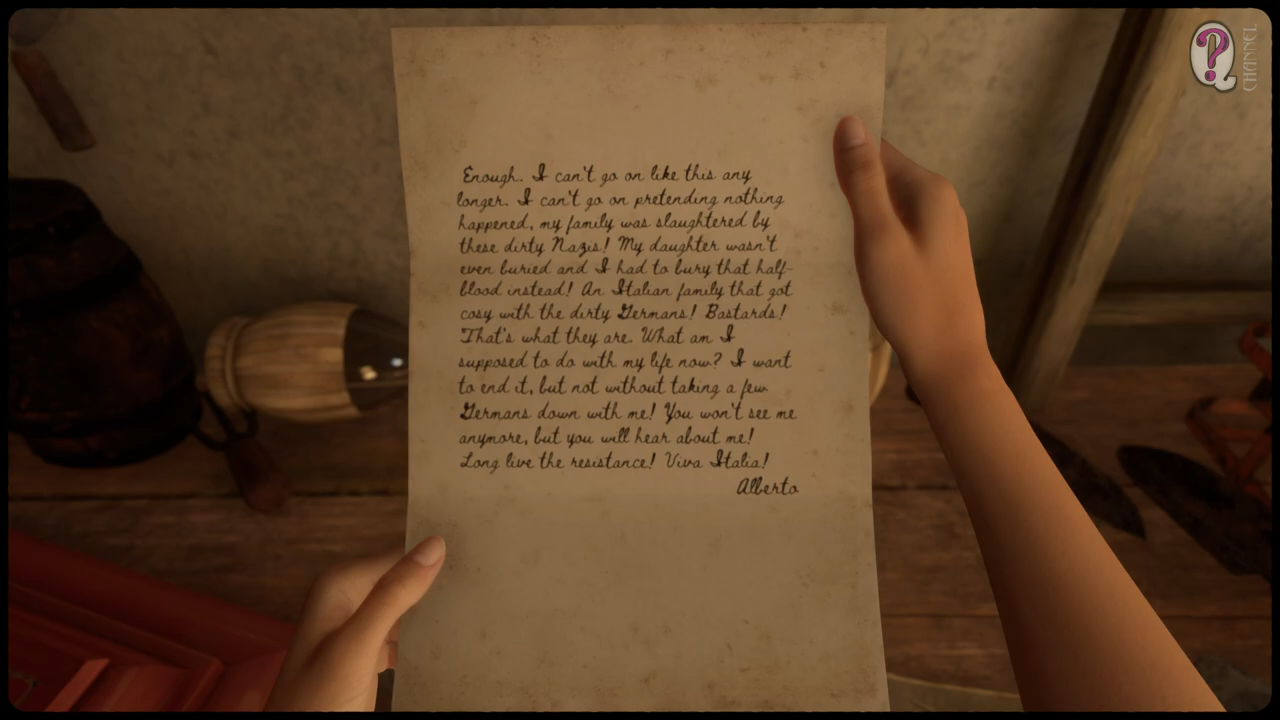 Enough. I can't go on like this any
longer. I can't go on pretending nothing
happened, my family was slaughtered by
these dirty Nazis! My daughter wasn't
even buried and I had to bury that half-
blood instead! An Italian family that got
cosy with the dirty Germans! Bastards!
That's what they are. What am I
supposed to do with my life now? I want
to end it, but not without taking a few
Germans down with me! You won't see me
anymore, but you will hear about me!
Long live the resistance! Viva Italia!
Alberto
Q?
CHANNEL